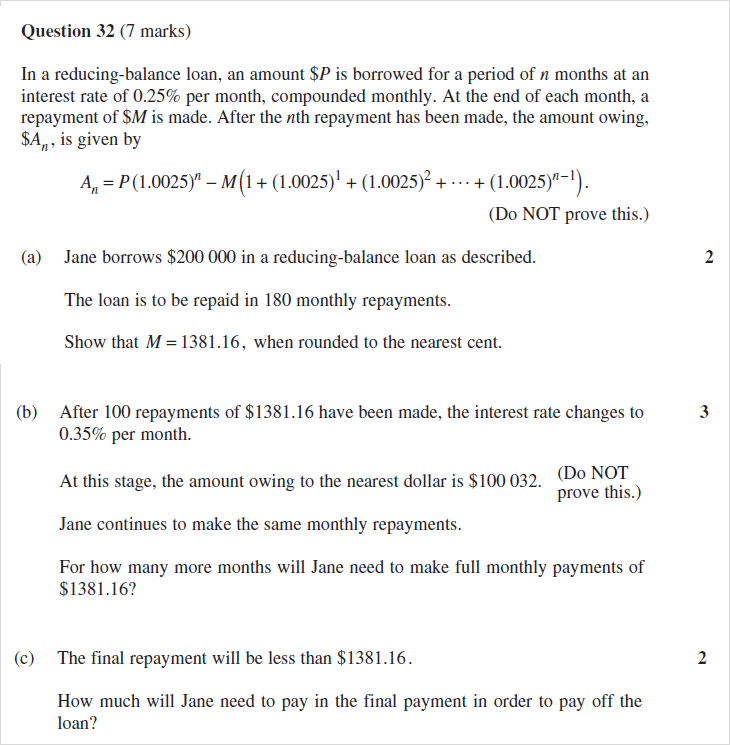 Question 32 (7 marks)
In a reducing-balance loan, an amount $P is borrowed for a period of n months at an
interest rate of 0.25% per month, compounded monthly. At the end of each month, a
repayment of $M is made. After the nth repayment has been made, the amount owing,
$Aₙ, is given by
Aₙ = P(1.0025)ⁿ – M(1 + (1.0025)¹ + (1.0025)² + ··· + (1.0025)ⁿ⁻¹).
(Do NOT prove this.)
(a) Jane borrows $200 000 in a reducing-balance loan as described. 2
The loan is to be repaid in 180 monthly repayments.
Show that M = 1381.16, when rounded to the nearest cent.
(b) After 100 repayments of $1381.16 have been made, the interest rate changes to 3
0.35% per month.
At this stage, the amount owing to the nearest dollar is $100 032. (Do NOT
prove this.)
Jane continues to make the same monthly repayments.
For how many more months will Jane need to make full monthly payments of
$1381.16?
(c) The final repayment will be less than $1381.16. 2
How much will Jane need to pay in the final payment in order to pay off the
loan?